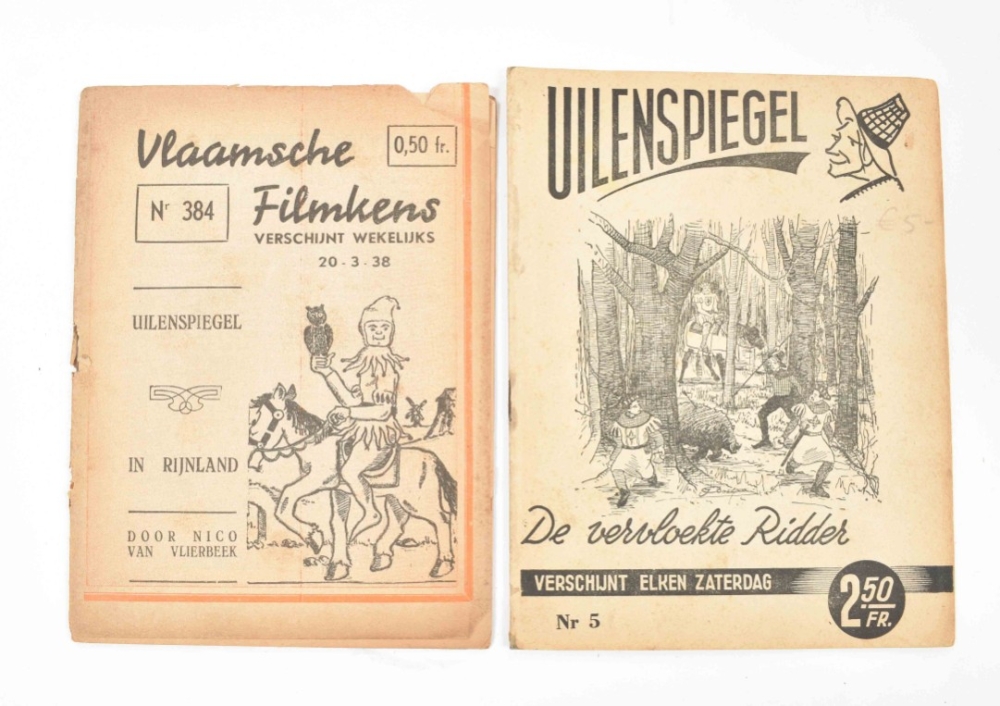 Vlaamsche
0,50 fr.
Nr 384
Filmkens
VERSCHIJNT WEKELIJKS
20-3-38
UILENSPIEGEL
IN RIJNLAND
DOOR NICO
VAN VLIERBEEK
UILENSPIEGEL
€5-
De vervloekte Ridder
VERSCHIJNT ELKEN ZATERDAG
2.50
FR.
Nr 5